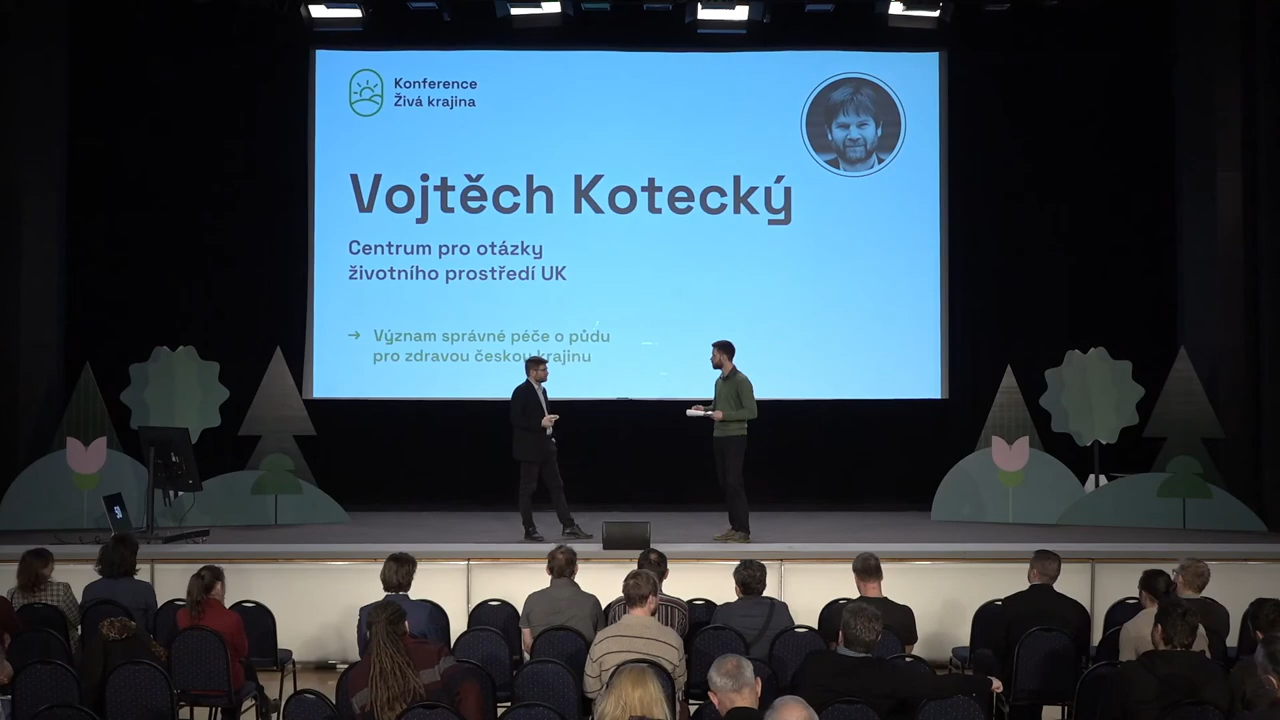 Konference
Živá krajina
Vojtěch Kotecký
Centrum pro otázky
životního prostředí UK
→ Význam správné péče o půdu
pro zdravou českou krajinu